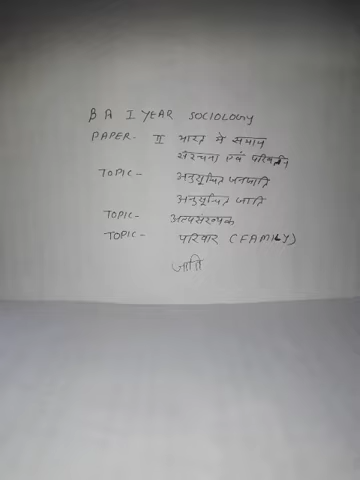 B A I YEAR SOCIOLOGY
PAPER- II भारत मे समाज
संरचना एवं परिवर्तन
TOPIC- अनुसूचित जनजाति
अनुसूचित जाति
TOPIC- अल्पसंख्यक
TOPIC- परिवार (FAMILY)
जाति